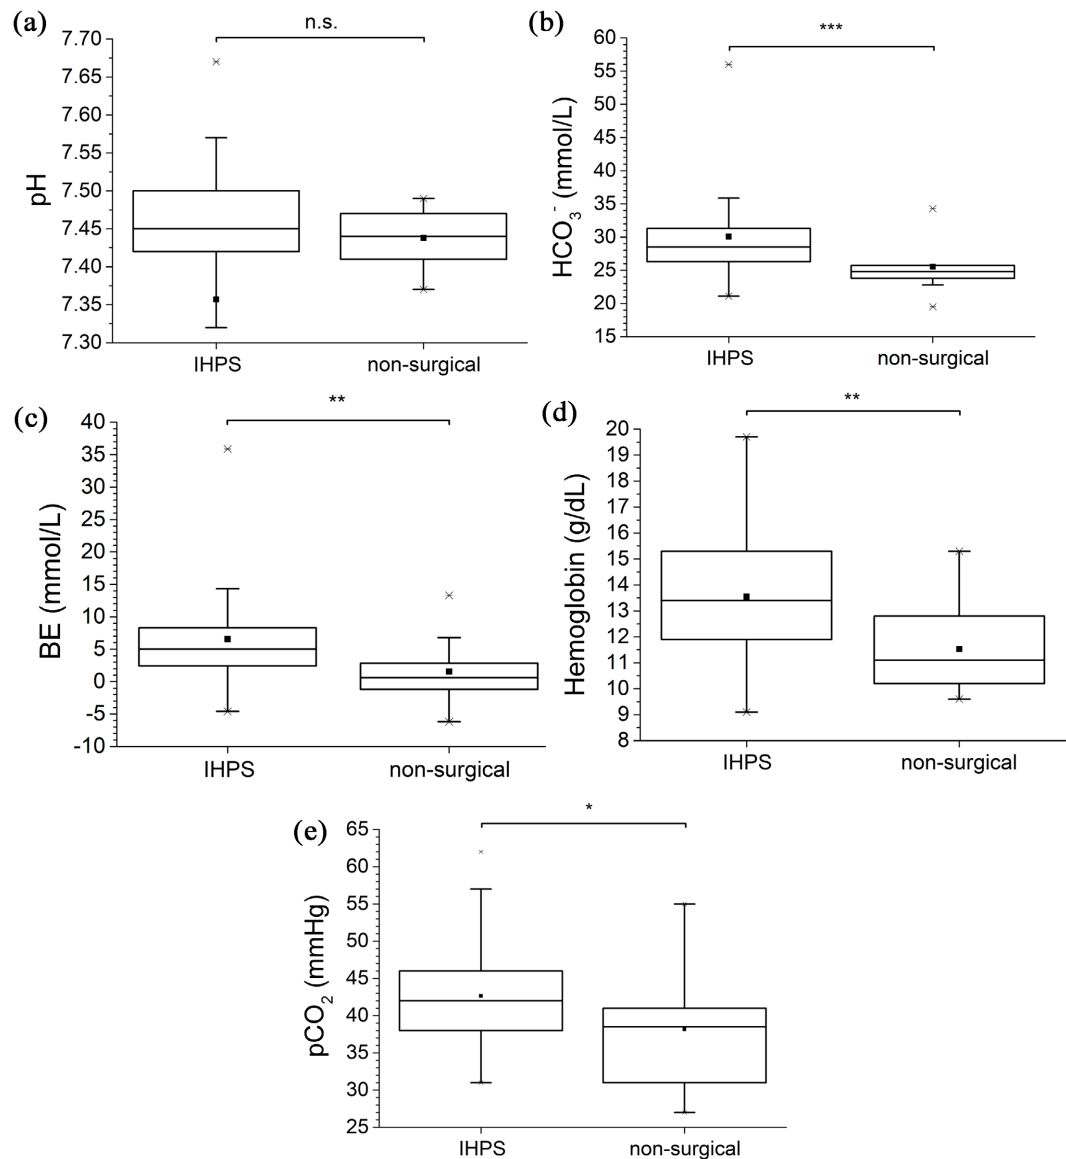 (a)
n.s.
7.70
7.65
7.60
7.55
7.50
7.45
7.40
7.35
7.30
pH
IHPS
non-surgical
(b)
***
60
55
50
45
40
35
30
25
20
15
HCO₃⁻ (mmol/L)
IHPS
non-surgical
(c)
**
40
35
30
25
20
15
10
5
0
-5
-10
BE (mmol/L)
IHPS
non-surgical
(d)
**
20
19
18
17
16
15
14
13
12
11
10
9
8
Hemoglobin (g/dL)
IHPS
non-surgical
(e)
*
65
60
55
50
45
40
35
30
25
pCO₂ (mmHg)
IHPS
non-surgical